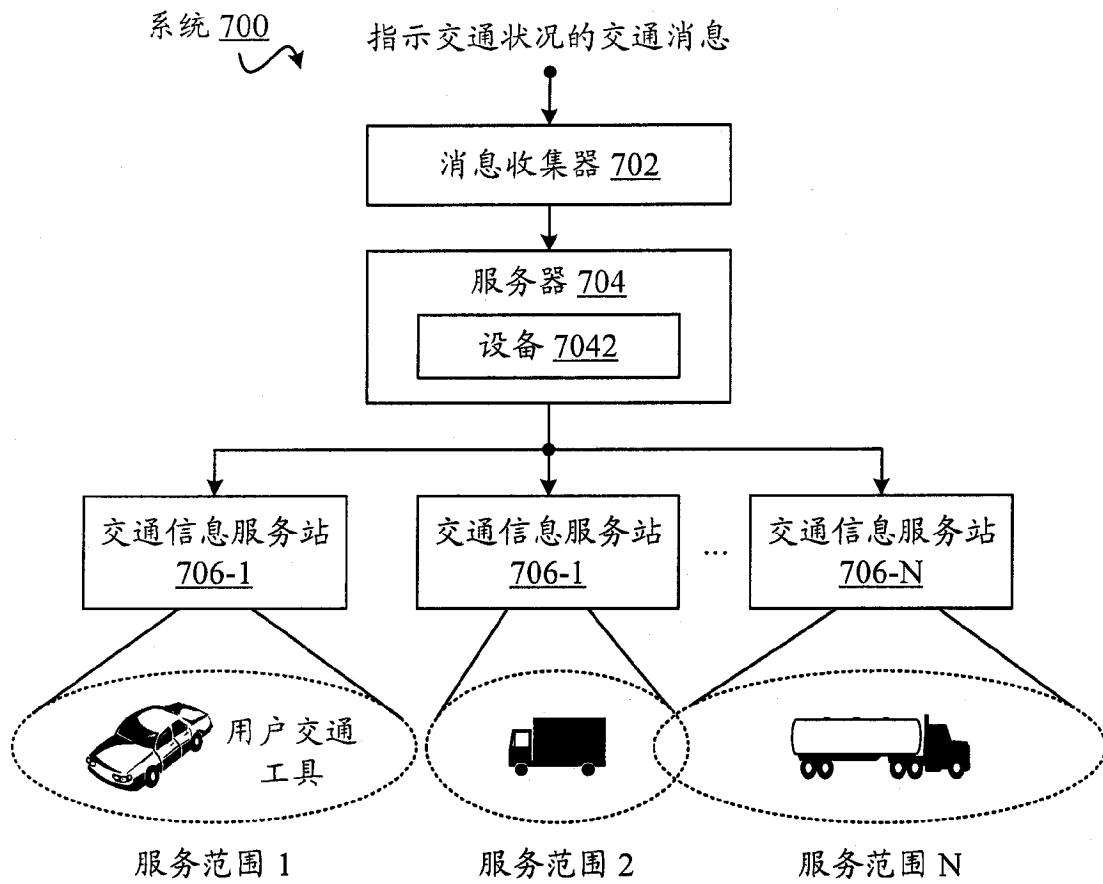 系统 700
指示交通状况的交通消息
消息收集器 702
服务器 704
设备 7042
交通信息服务站
706-1
交通信息服务站
706-1
...
交通信息服务站
706-N
用户交通
工具
服务范围 1
服务范围 2
服务范围 N